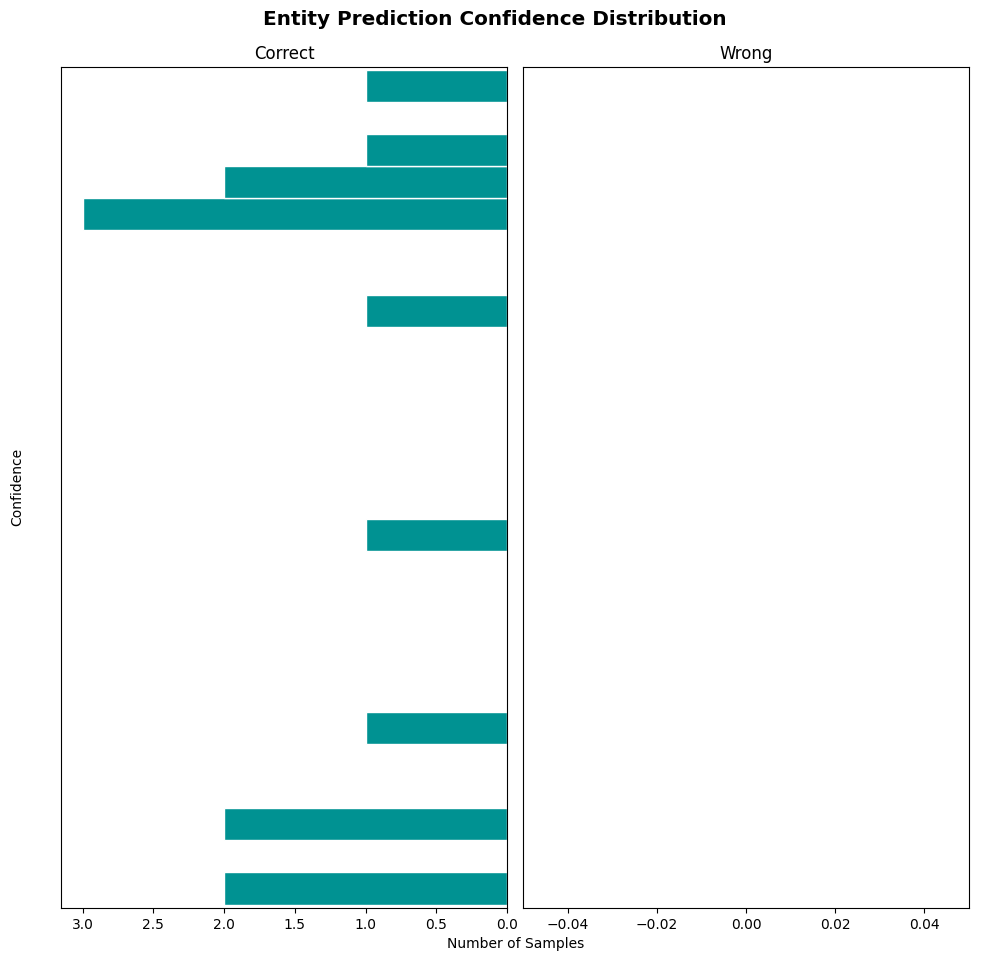 Entity Prediction Confidence Distribution
Correct
Wrong
Confidence
3.0 2.5 2.0 1.5 1.0 0.5 0.0
−0.04 −0.02 0.00 0.02 0.04
Number of Samples